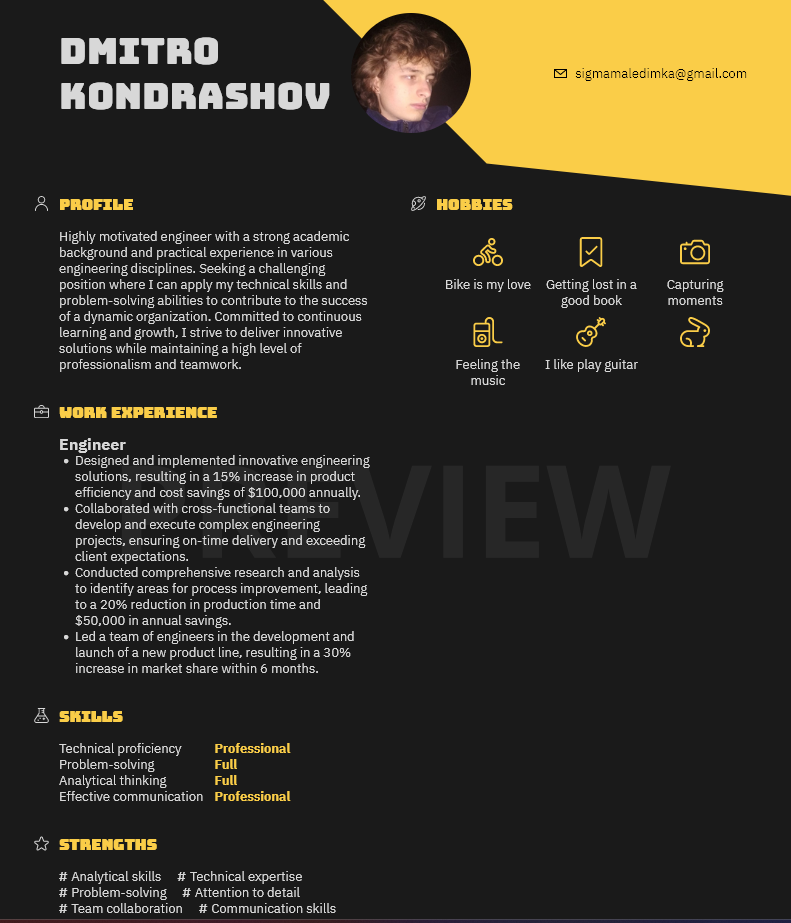 DMITRO
KONDRASHOV
sigmamaledimka@gmail.com
PROFILE
Highly motivated engineer with a strong academic
background and practical experience in various
engineering disciplines. Seeking a challenging
position where I can apply my technical skills and
problem-solving abilities to contribute to the success
of a dynamic organization. Committed to continuous
learning and growth, I strive to deliver innovative
solutions while maintaining a high level of
professionalism and teamwork.
WORK EXPERIENCE
Engineer
• Designed and implemented innovative engineering
solutions, resulting in a 15% increase in product
efficiency and cost savings of $100,000 annually.
• Collaborated with cross-functional teams to
develop and execute complex engineering
projects, ensuring on-time delivery and exceeding
client expectations.
• Conducted comprehensive research and analysis
to identify areas for process improvement, leading
to a 20% reduction in production time and
$50,000 in annual savings.
• Led a team of engineers in the development and
launch of a new product line, resulting in a 30%
increase in market share within 6 months.
SKILLS
Technical proficiency Professional
Problem-solving Full
Analytical thinking Full
Effective communication Professional
STRENGTHS
# Analytical skills # Technical expertise
# Problem-solving # Attention to detail
# Team collaboration # Communication skills
HOBBIES
Bike is my love
Getting lost in a
good book
Capturing
moments
Feeling the
music
I like play guitar
PREVIEW